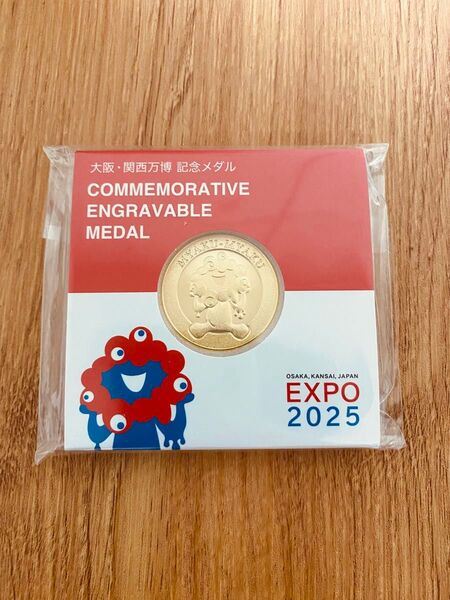 大阪・関西万博 記念メダル
COMMEMORATIVE
ENGRAVABLE
MEDAL
MYAKU-MYAKU
OSAKA, KANSAI, JAPAN
EXPO
2025